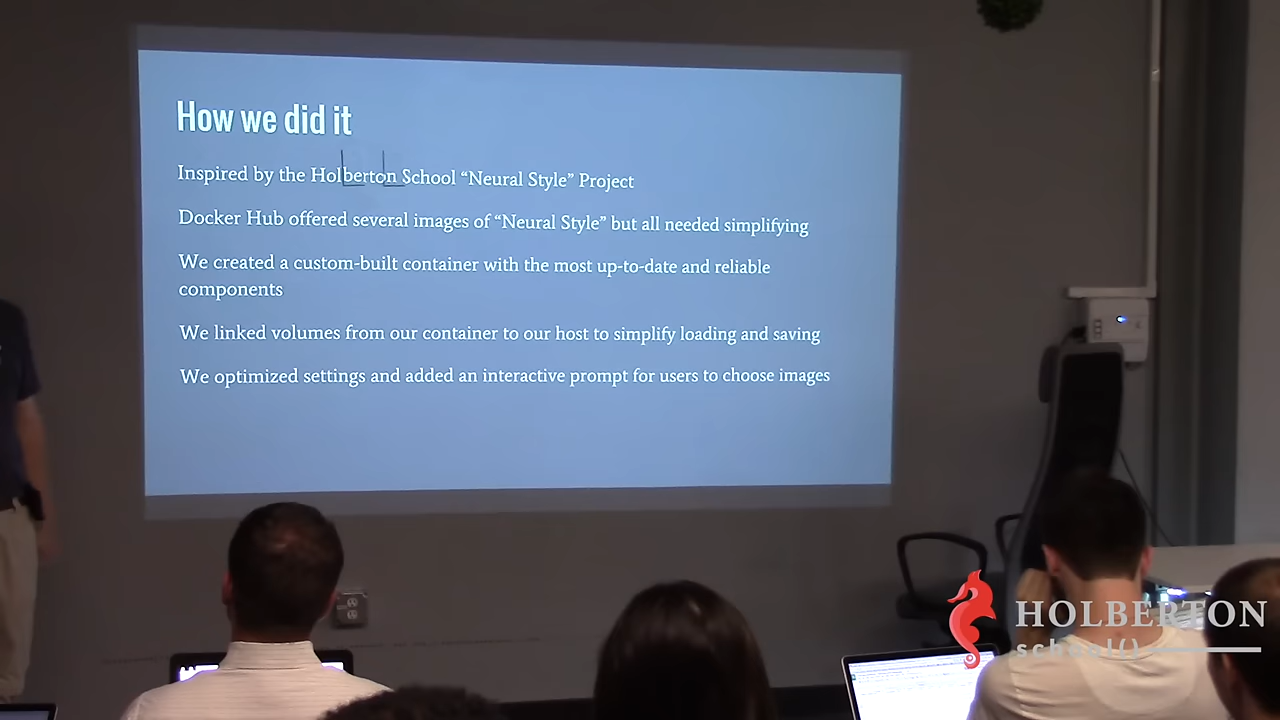 How we did it
Inspired by the Holberton School “Neural Style” Project
Docker Hub offered several images of “Neural Style” but all needed simplifying
We created a custom-built container with the most up-to-date and reliable
components
We linked volumes from our container to our host to simplify loading and saving
We optimized settings and added an interactive prompt for users to choose images
HOLBERTON
school()